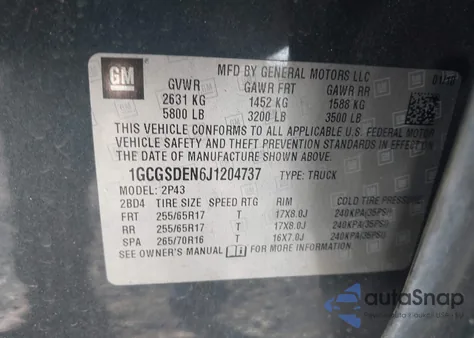 GM
MFD BY GENERAL MOTORS LLC
GVWR GAWR FRT GAWR RR
2631 KG 1452 KG 1588 KG
5800 LB 3200 LB 3500 LB
THIS VEHICLE CONFORMS TO ALL APPLICABLE U.S. FEDERAL MOTOR
VEHICLE SAFETY AND THEFT PREVENTION STANDARDS IN EFFECT
ON THE DATE OF MANUFACTURE SHOWN ABOVE.
1GCGSDEN6J1204737 TYPE: TRUCK
MODEL: 2P43
2BD4 TIRE SIZE SPEED RTG RIM COLD TIRE PRESSURE
FRT 255/65R17 T 17X8.0J 240KPA(35PSI)
RR 255/65R17 T 17X8.0J 240KPA(35PSI)
SPA 265/70R16 T 16X7.0J 240KPA(35PSI)
SEE OWNER'S MANUAL FOR MORE INFORMATION
autoSnap